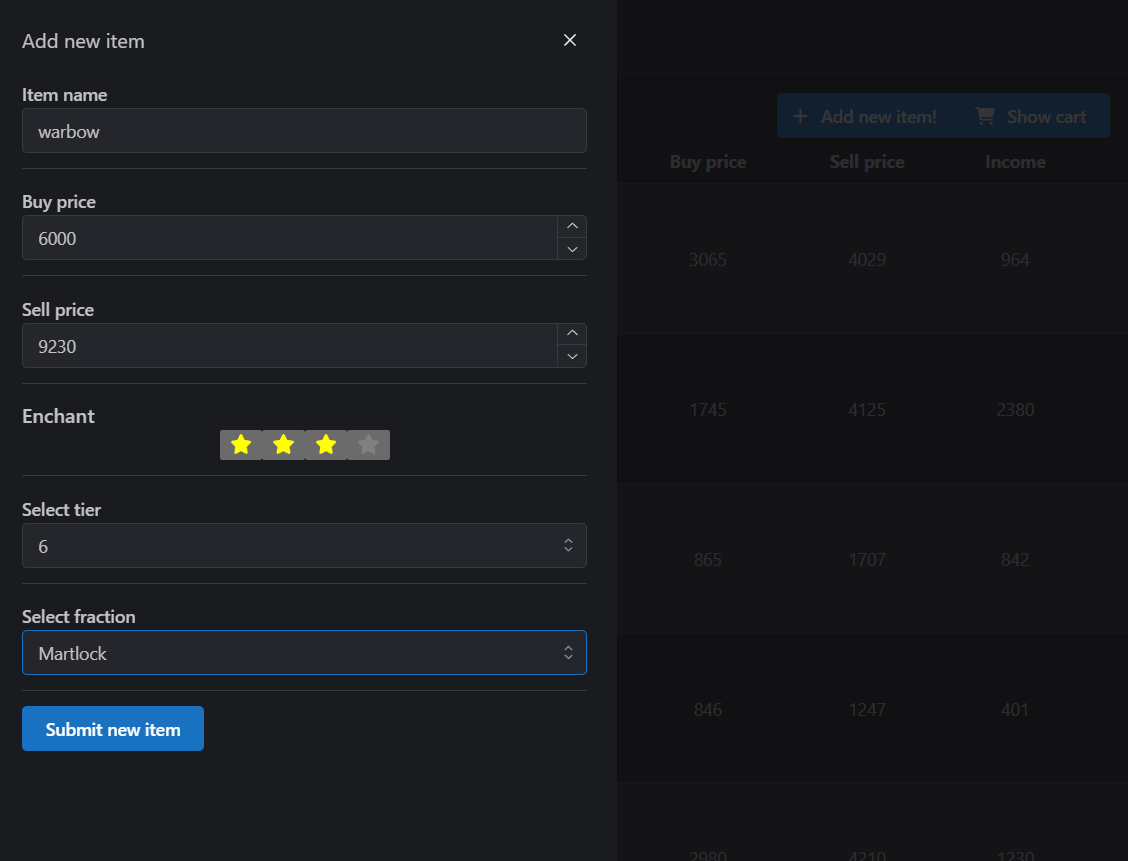 Add new item
Item name
warbow
Buy price
6000
Sell price
9230
Enchant
Select tier
6
Select fraction
Martlock
Submit new item
Add new item! Show cart
Buy price Sell price Income
3065 4029 964
1745 4125 2380
865 1707 842
846 1247 401
2980 4210 1230